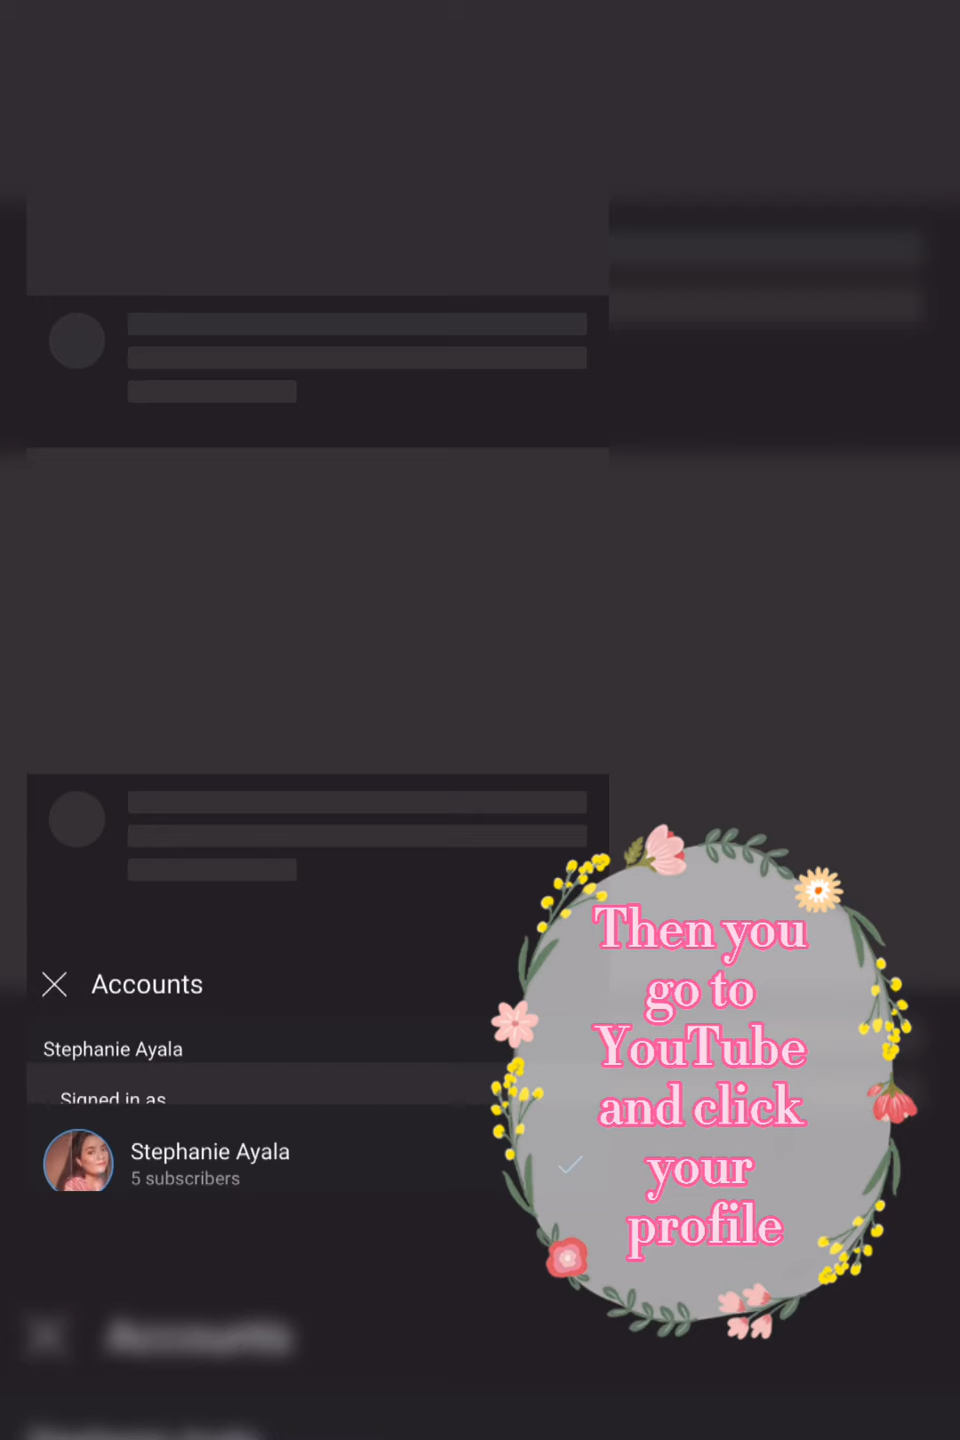 Accounts
Stephanie Ayala
Signed in as
Stephanie Ayala
5 subscribers
Then you
go to
YouTube
and click
your
profile
Accounts